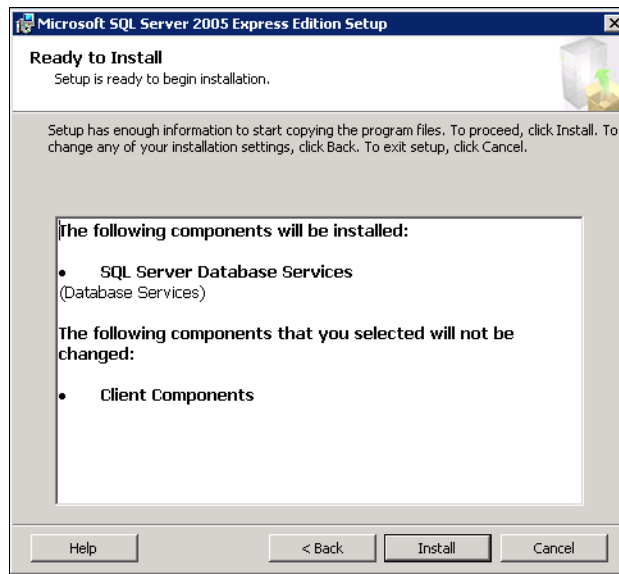 Microsoft SQL Server 2005 Express Edition Setup
Ready to Install
Setup is ready to begin installation.
Setup has enough information to start copying the program files. To proceed, click Install. To
change any of your installation settings, click Back. To exit setup, click Cancel.
The following components will be installed:
• SQL Server Database Services
(Database Services)
The following components that you selected will not be
changed:
• Client Components
Help
< Back
Install
Cancel